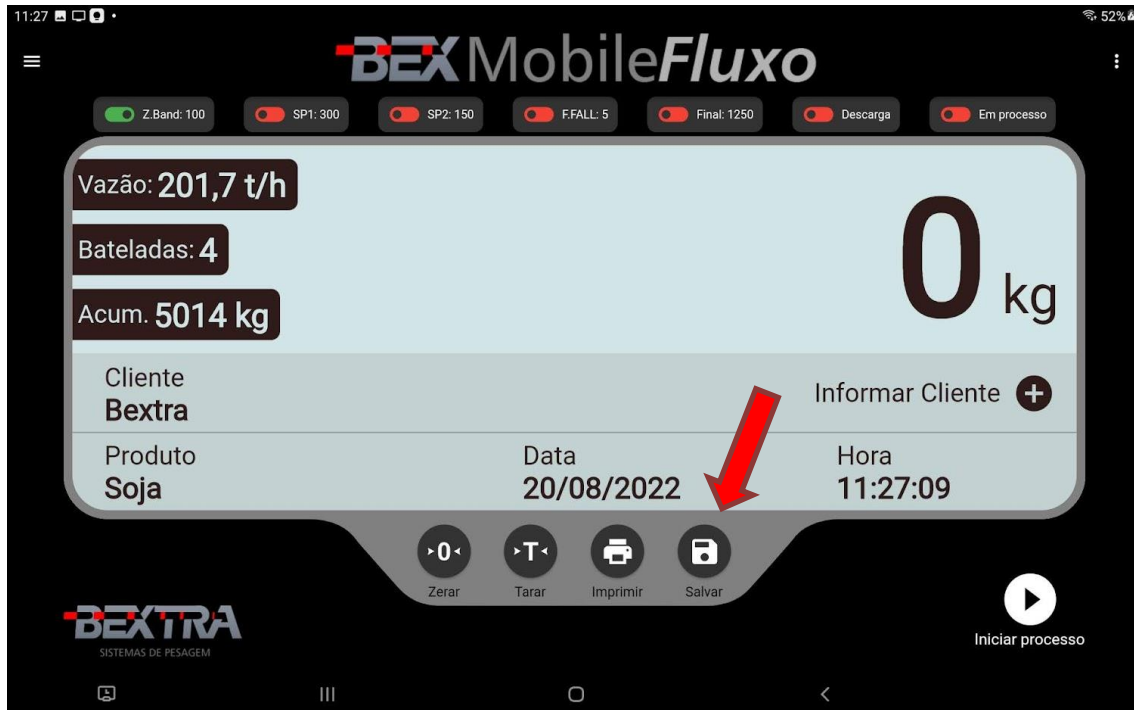 11:27
52%
BEX MobileFluxo
Z.Band: 100
SP1: 300
SP2: 150
F.FALL: 5
Final: 1250
Descarga
Em processo
Vazão: 201,7 t/h
Bateladas: 4
Acum. 5014 kg
0 kg
Cliente
Bextra
Informar Cliente
Produto
Soja
Data
20/08/2022
Hora
11:27:09
0
T
Zerar
Tarar
Imprimir
Salvar
BEXTRA
SISTEMAS DE PESAGEM
Iniciar processo